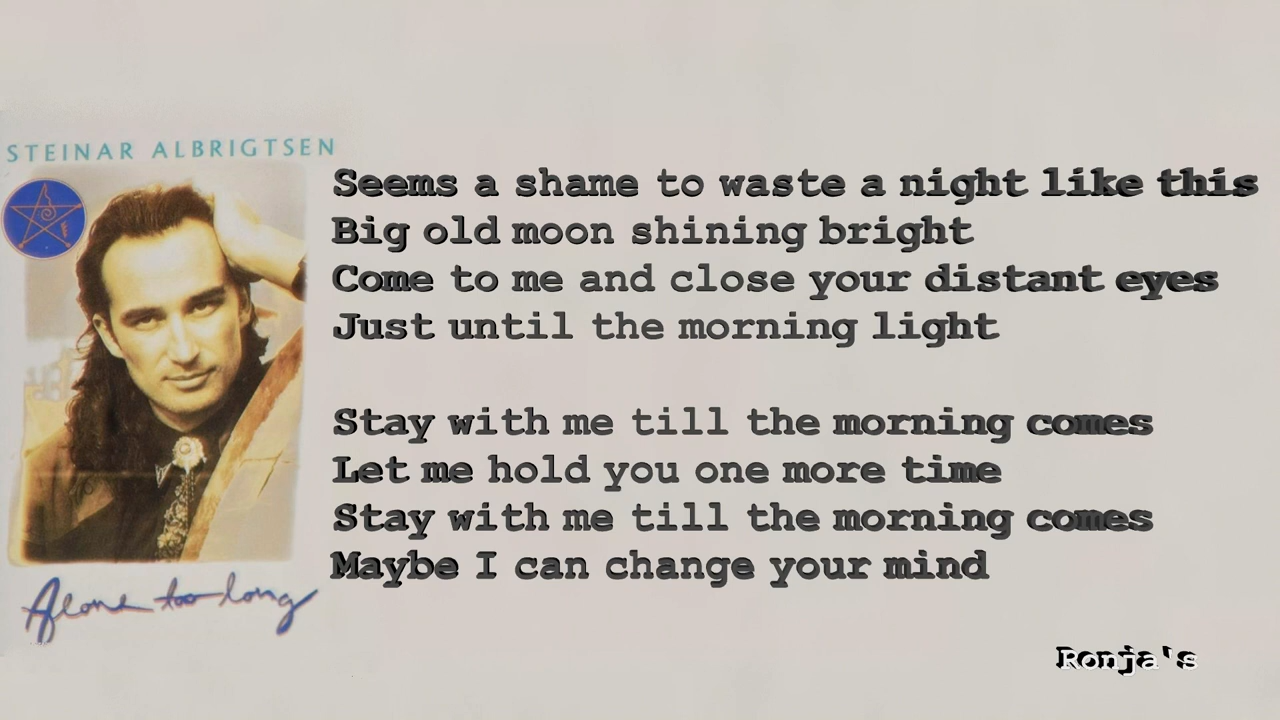 STEINAR ALBRIGTSEN
Seems a shame to waste a night like this
Big old moon shining bright
Come to me and close your distant eyes
Just until the morning light
Stay with me till the morning comes
Let me hold you one more time
Stay with me till the morning comes
Maybe I can change your mind
Alone too long
Ronja's